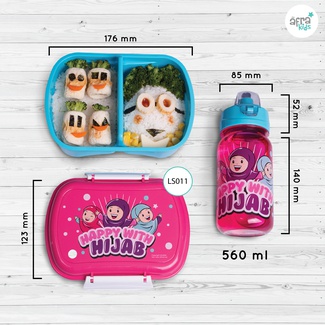 afra
kids
176 mm
85 mm
52 mm
LS011
HAPPY WITH
HIJAB
123 mm
HAPPY WITH
HIJAB
140 mm
560 ml